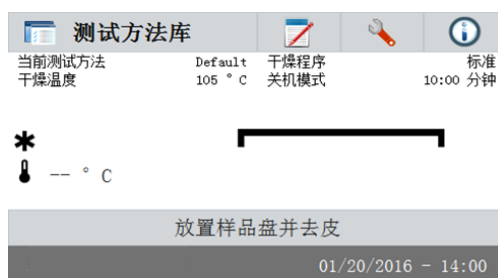 测试方法库
当前测试方法 Default 干燥程序 标准
干燥温度 105 °C 关机模式 10:00 分钟
-- °C
放置样品盘并去皮
01/20/2016 - 14:00